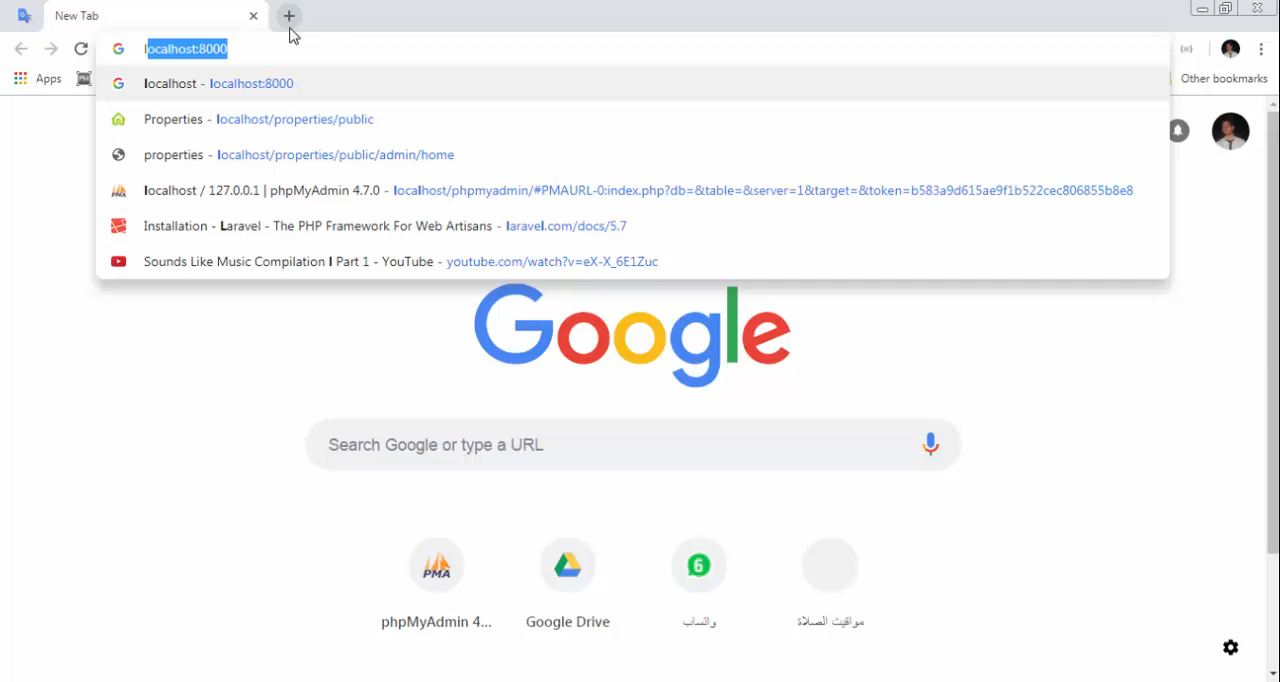 New Tab
localhost:8000
Apps
Other bookmarks
localhost - localhost:8000
Properties - localhost/properties/public
properties - localhost/properties/public/admin/home
localhost / 127.0.0.1 | phpMyAdmin 4.7.0 - localhost/phpmyadmin/#PMAURL-0:index.php?db=&table=&server=1&target=&token=b583a9d615ae9f1b522cec806855b8e8
Installation - Laravel - The PHP Framework For Web Artisans - laravel.com/docs/5.7
Sounds Like Music Compilation I Part 1 - YouTube - youtube.com/watch?v=eX-X_6E1Zuc
Google
Search Google or type a URL
PMA
6
phpMyAdmin 4...
Google Drive
واتساب
مواقيت الصلاة